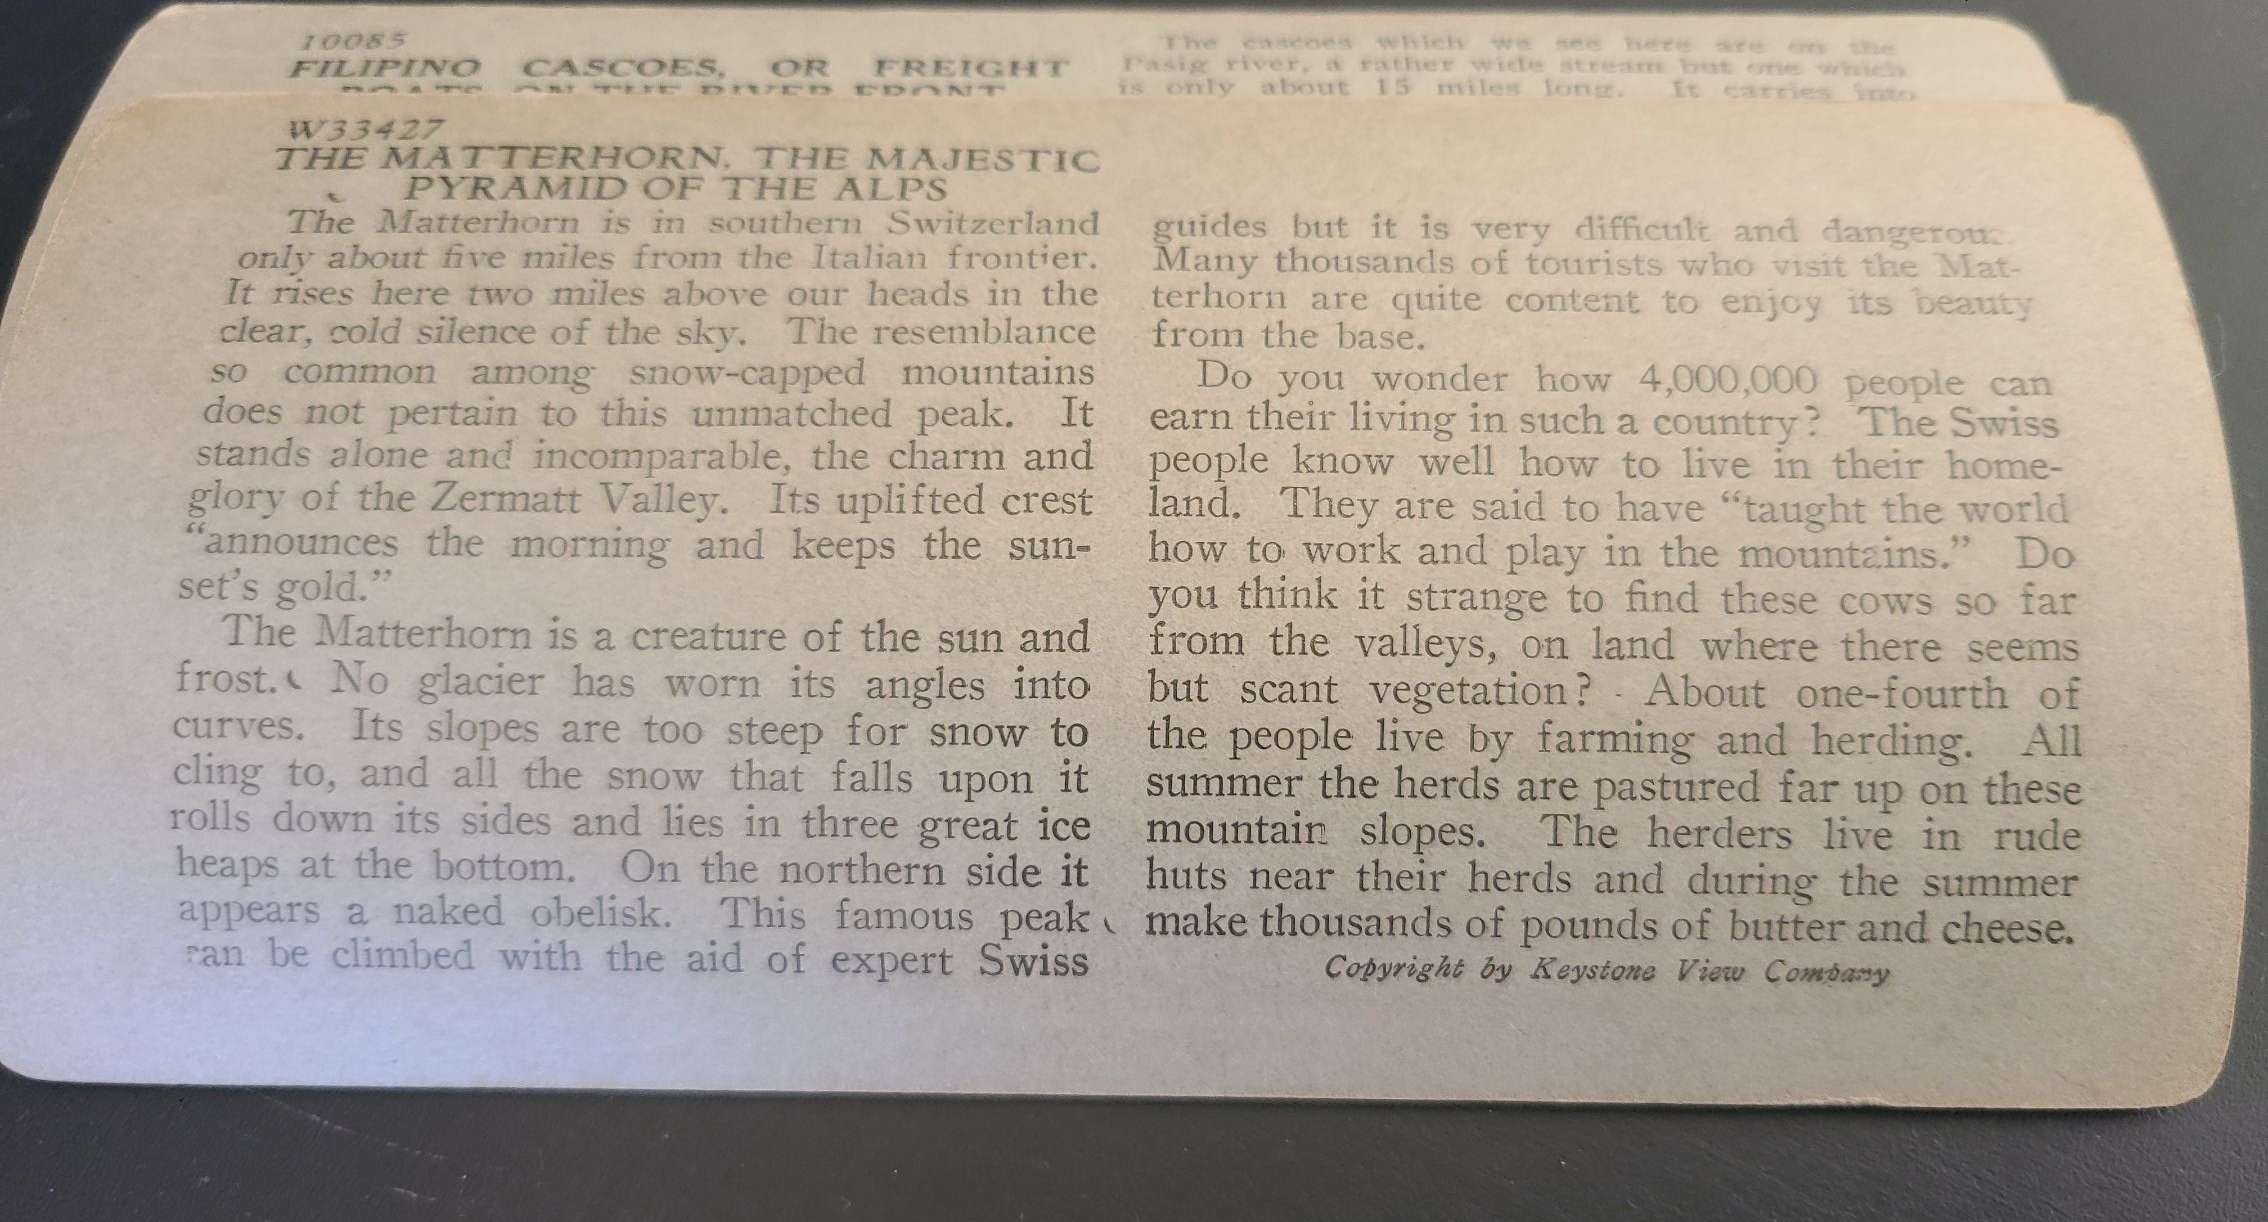 10085
FILIPINO CASCOES, OR FREIGHT
BOATS ON THE RIVER FRONT
The cascoes which we see here are on the
Pasig river, a rather wide stream but one which
is only about 15 miles long. It carries into
W33427
THE MATTERHORN. THE MAJESTIC
PYRAMID OF THE ALPS
The Matterhorn is in southern Switzerland
only about five miles from the Italian frontier.
It rises here two miles above our heads in the
clear, cold silence of the sky. The resemblance
so common among snow-capped mountains
does not pertain to this unmatched peak. It
stands alone and incomparable, the charm and
glory of the Zermatt Valley. Its uplifted crest
“announces the morning and keeps the sun-
set’s gold.”
The Matterhorn is a creature of the sun and
frost. No glacier has worn its angles into
curves. Its slopes are too steep for snow to
cling to, and all the snow that falls upon it
rolls down its sides and lies in three great ice
heaps at the bottom. On the northern side it
appears a naked obelisk. This famous peak
can be climbed with the aid of expert Swiss
guides but it is very difficult and dangerous
Many thousands of tourists who visit the Mat-
terhorn are quite content to enjoy its beauty
from the base.
Do you wonder how 4,000,000 people can
earn their living in such a country? The Swiss
people know well how to live in their home-
land. They are said to have “taught the world
how to work and play in the mountains.” Do
you think it strange to find these cows so far
from the valleys, on land where there seems
but scant vegetation? About one-fourth of
the people live by farming and herding. All
summer the herds are pastured far up on these
mountain slopes. The herders live in rude
huts near their herds and during the summer
make thousands of pounds of butter and cheese.
Copyright by Keystone View Company